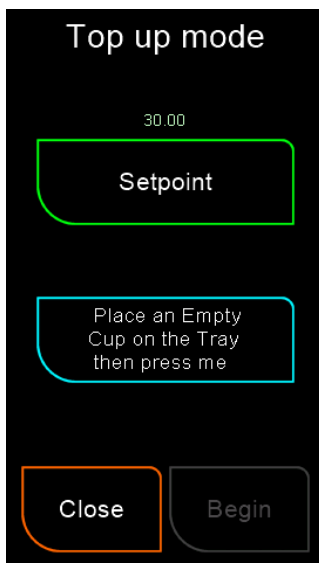 Top up mode
30.00
Setpoint
Place an Empty
Cup on the Tray
then press me
Close
Begin